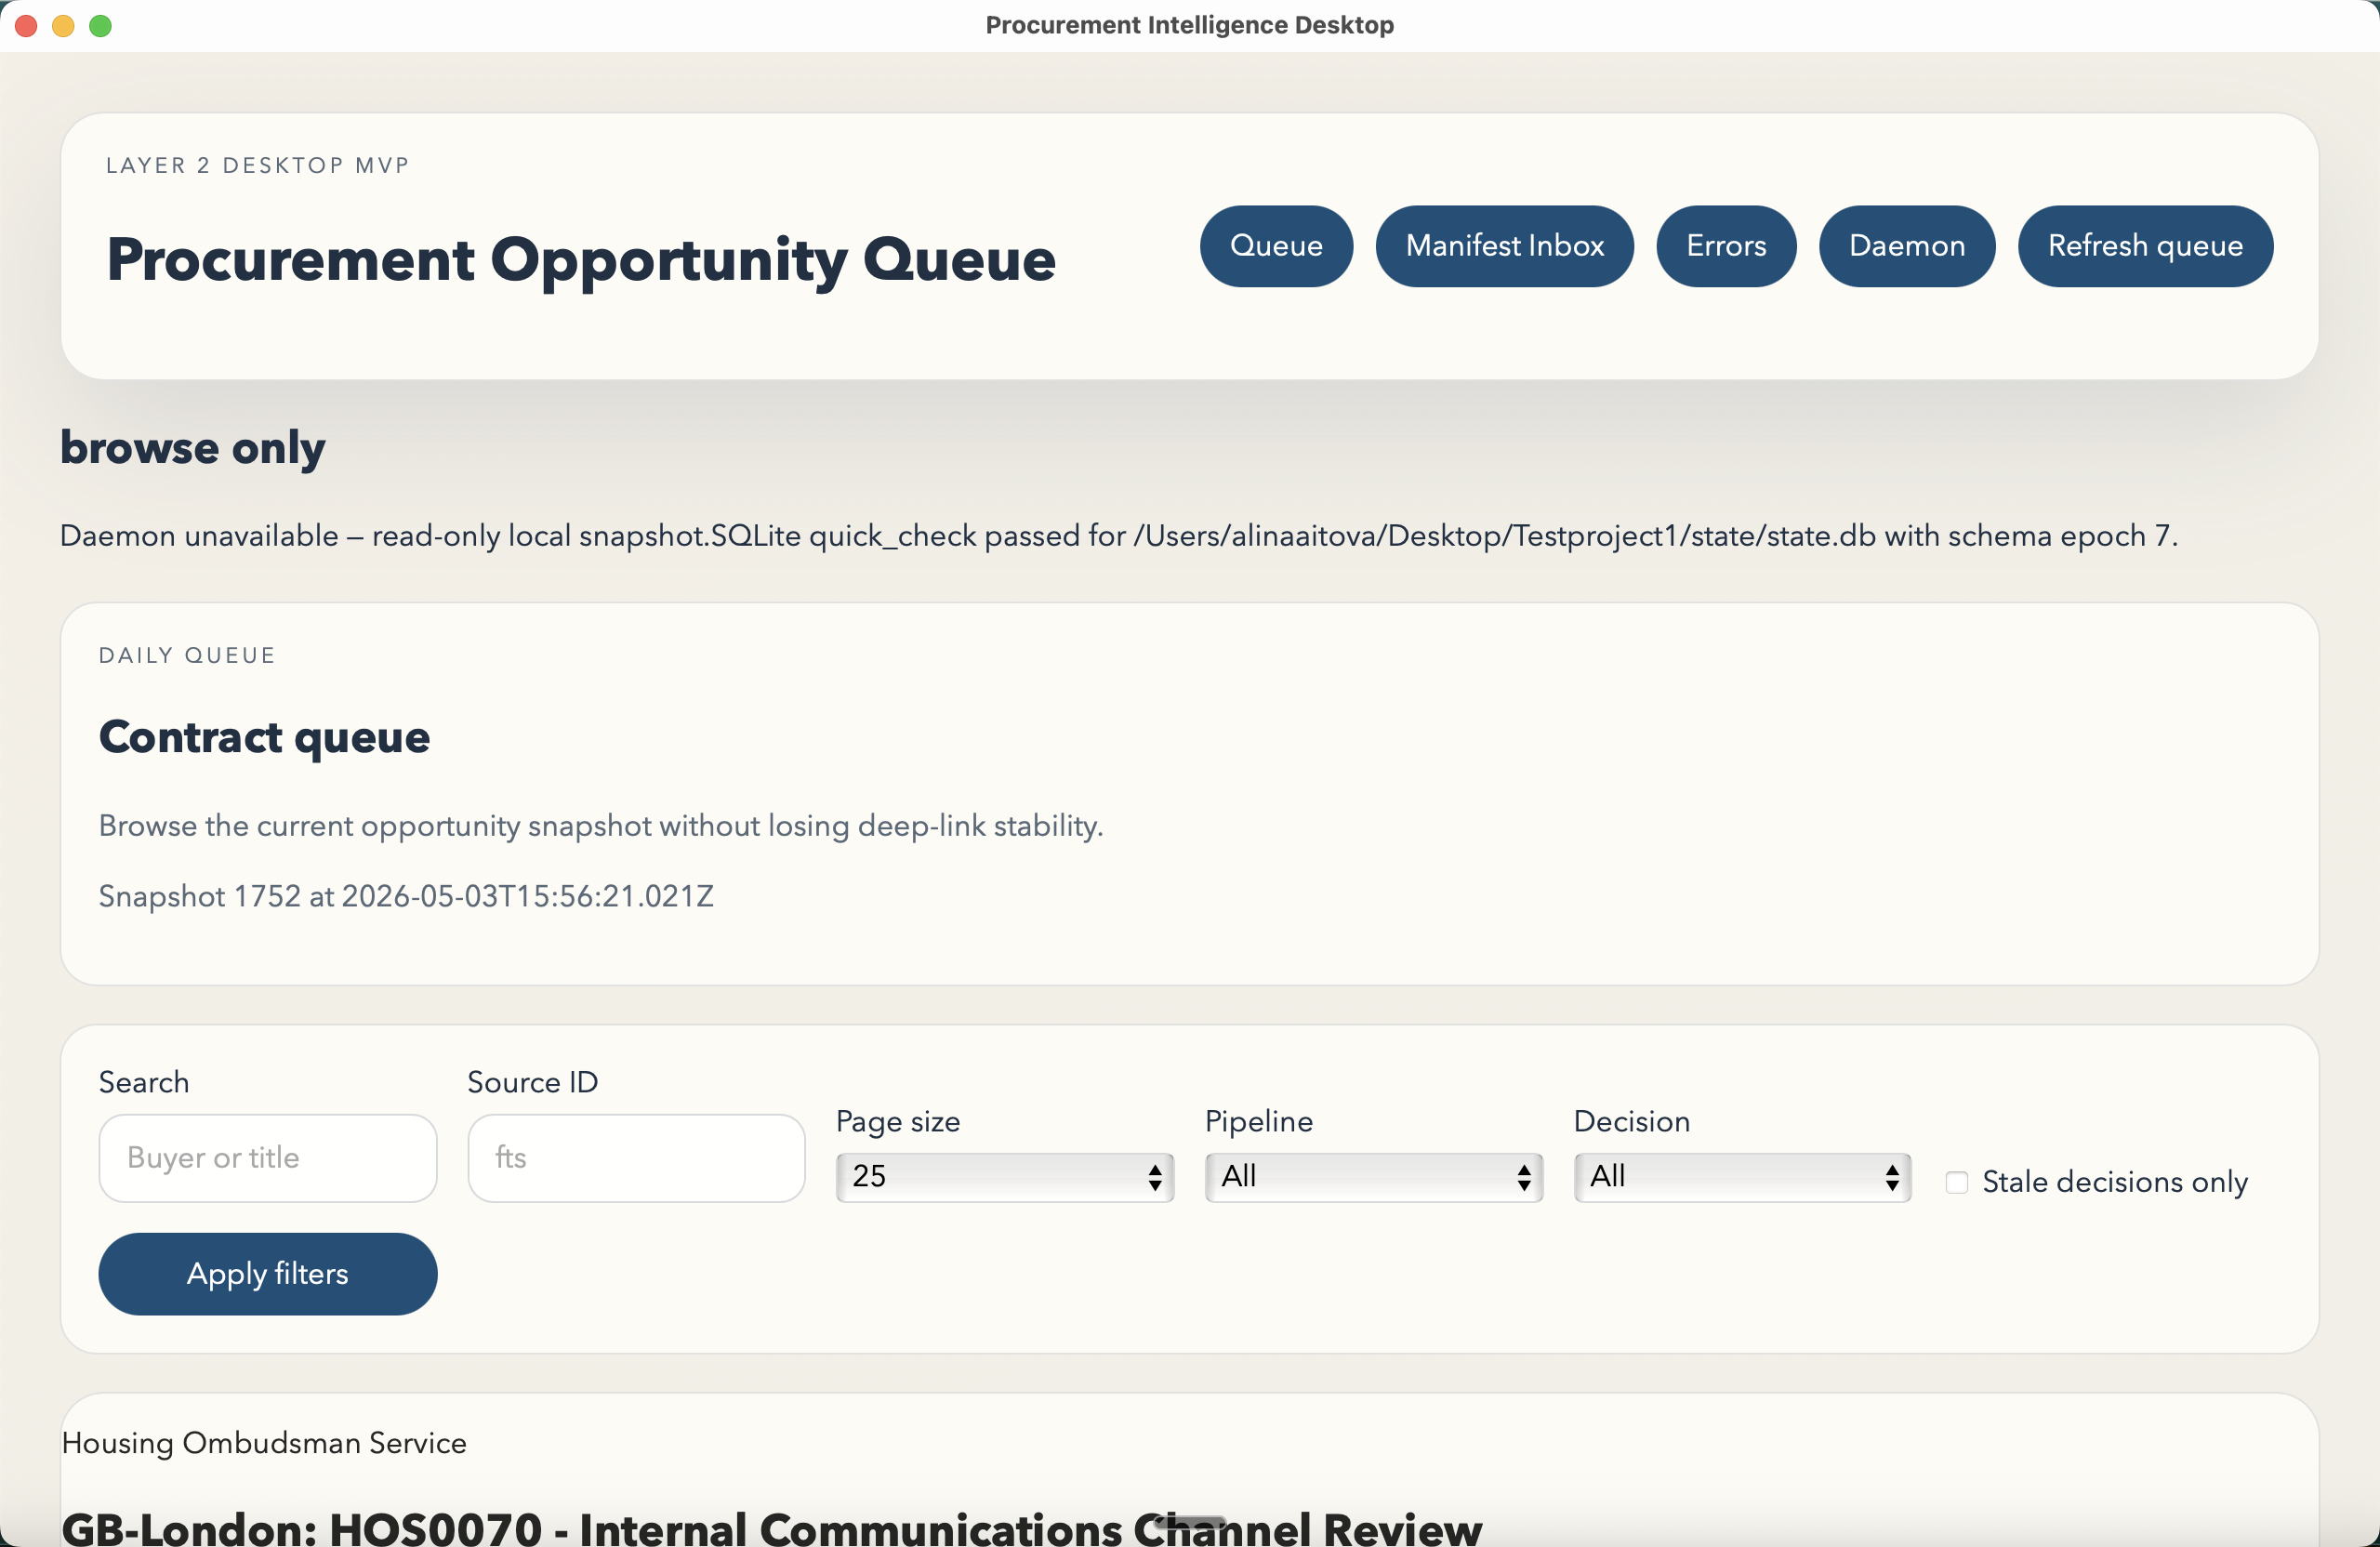 Procurement Intelligence Desktop
LAYER 2 DESKTOP MVP
Procurement Opportunity Queue
Queue
Manifest Inbox
Errors
Daemon
Refresh queue
browse only
Daemon unavailable – read-only local snapshot.SQLite quick_check passed for /Users/alinaaitova/Desktop/Testproject1/state/state.db with schema epoch 7.
DAILY QUEUE
Contract queue
Browse the current opportunity snapshot without losing deep-link stability.
Snapshot 1752 at 2026-05-03T15:56:21.021Z
Search
Source ID
Page size
Pipeline
Decision
Buyer or title
fts
25
All
All
Stale decisions only
Apply filters
Housing Ombudsman Service
GB-London: HOS0070 - Internal Communications Channel Review